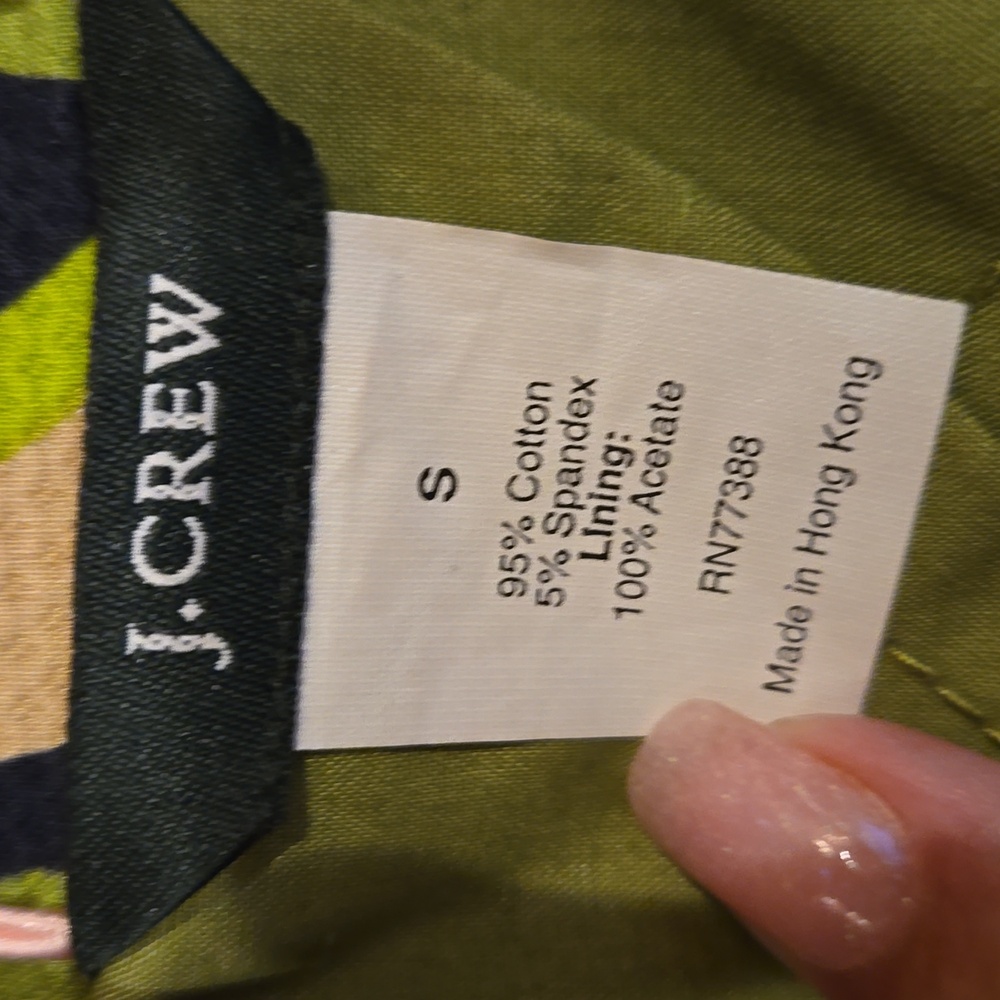 j.CREW
S
95% Cotton
5% Spandex
Lining:
100% Acetate
RN77388
Made in Hong Kong